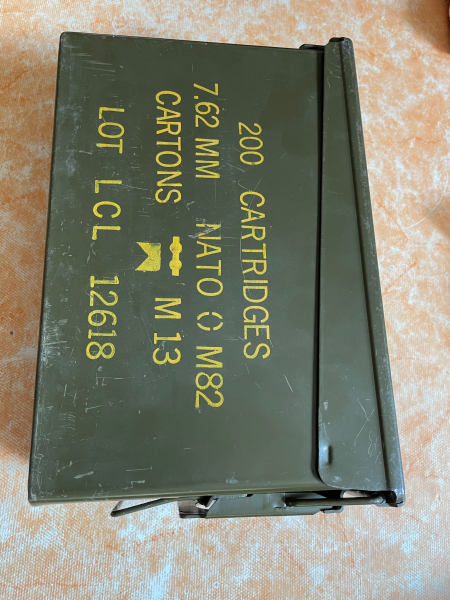 200 CARTRIDGES
7.62 MM NATO M82
CARTONS M 13
LOT LCL 12618